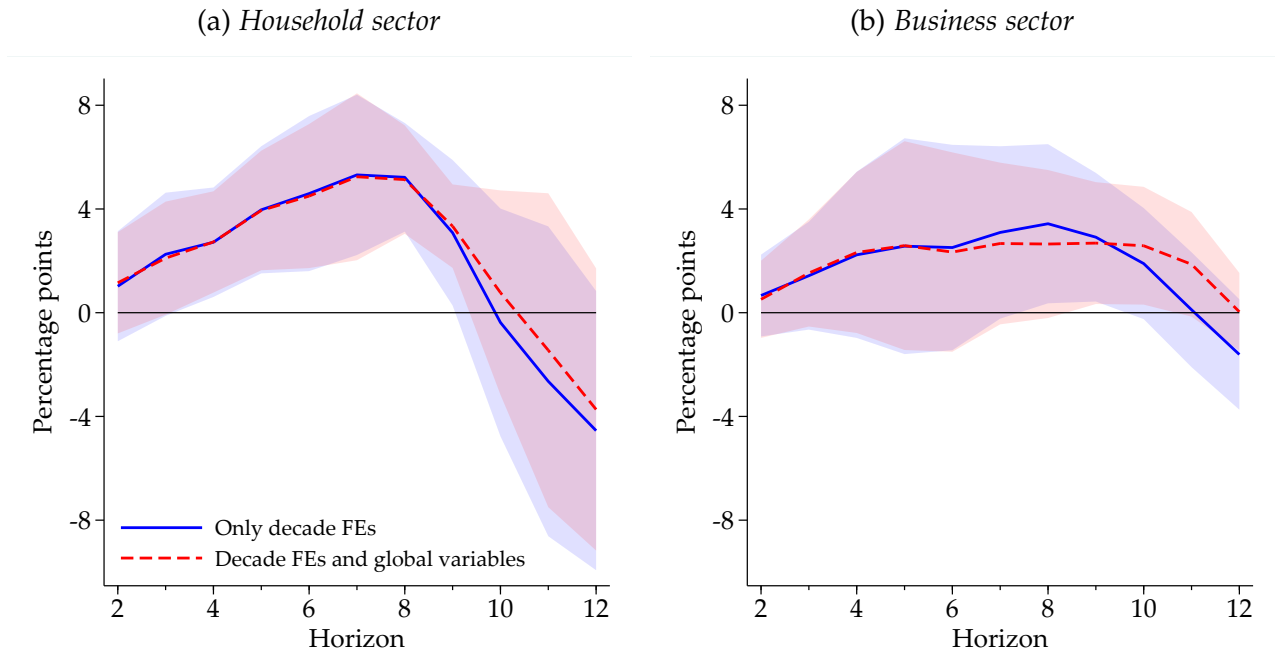 (a) Household sector
(b) Business sector
Percentage points
8
4
0
-4
-8
Only decade FEs
Decade FEs and global variables
2 4 6 8 10 12
Horizon
Percentage points
8
4
0
-4
-8
2 4 6 8 10 12
Horizon